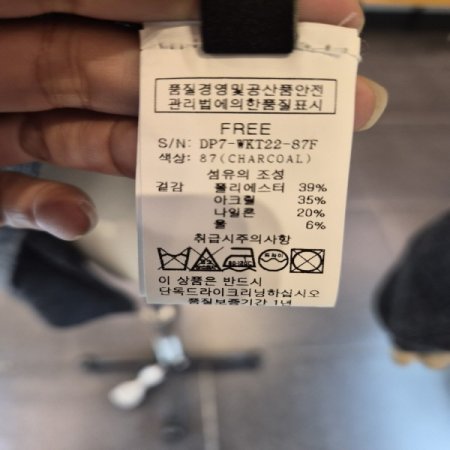 품질경영및공산품안전
관리법에의한품질표시
FREE
S/N: DP7-WKT22-87F
색상: 87(CHARCOAL)
섬유의 조성
겉감 폴리에스터 39%
아크릴 35%
나일론 20%
울 6%
취급시주의사항
이 상품은 반드시
단독드라이크리닝하십시오
품질보증기간 1년